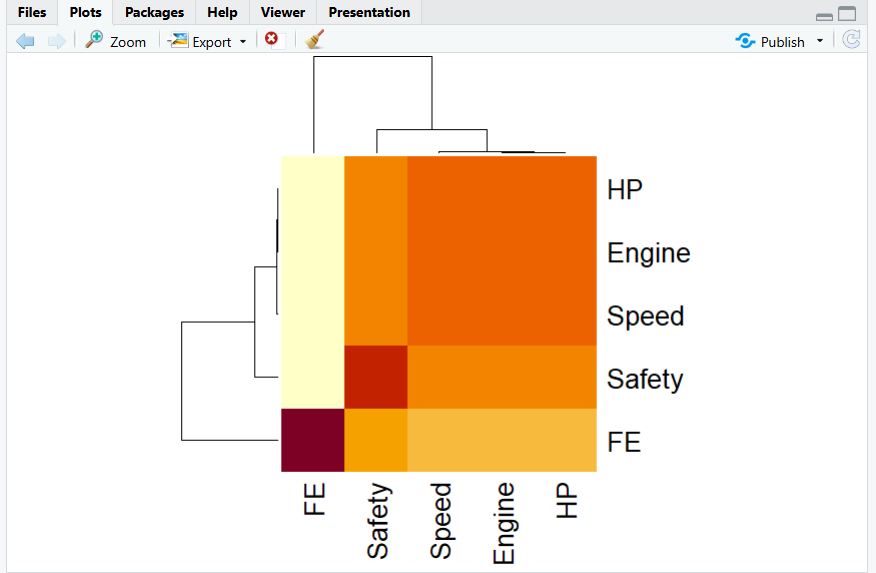 Files Plots Packages Help Viewer Presentation
Zoom Export Publish
HP
Engine
Speed
Safety
FE
FE Safety Speed Engine HP